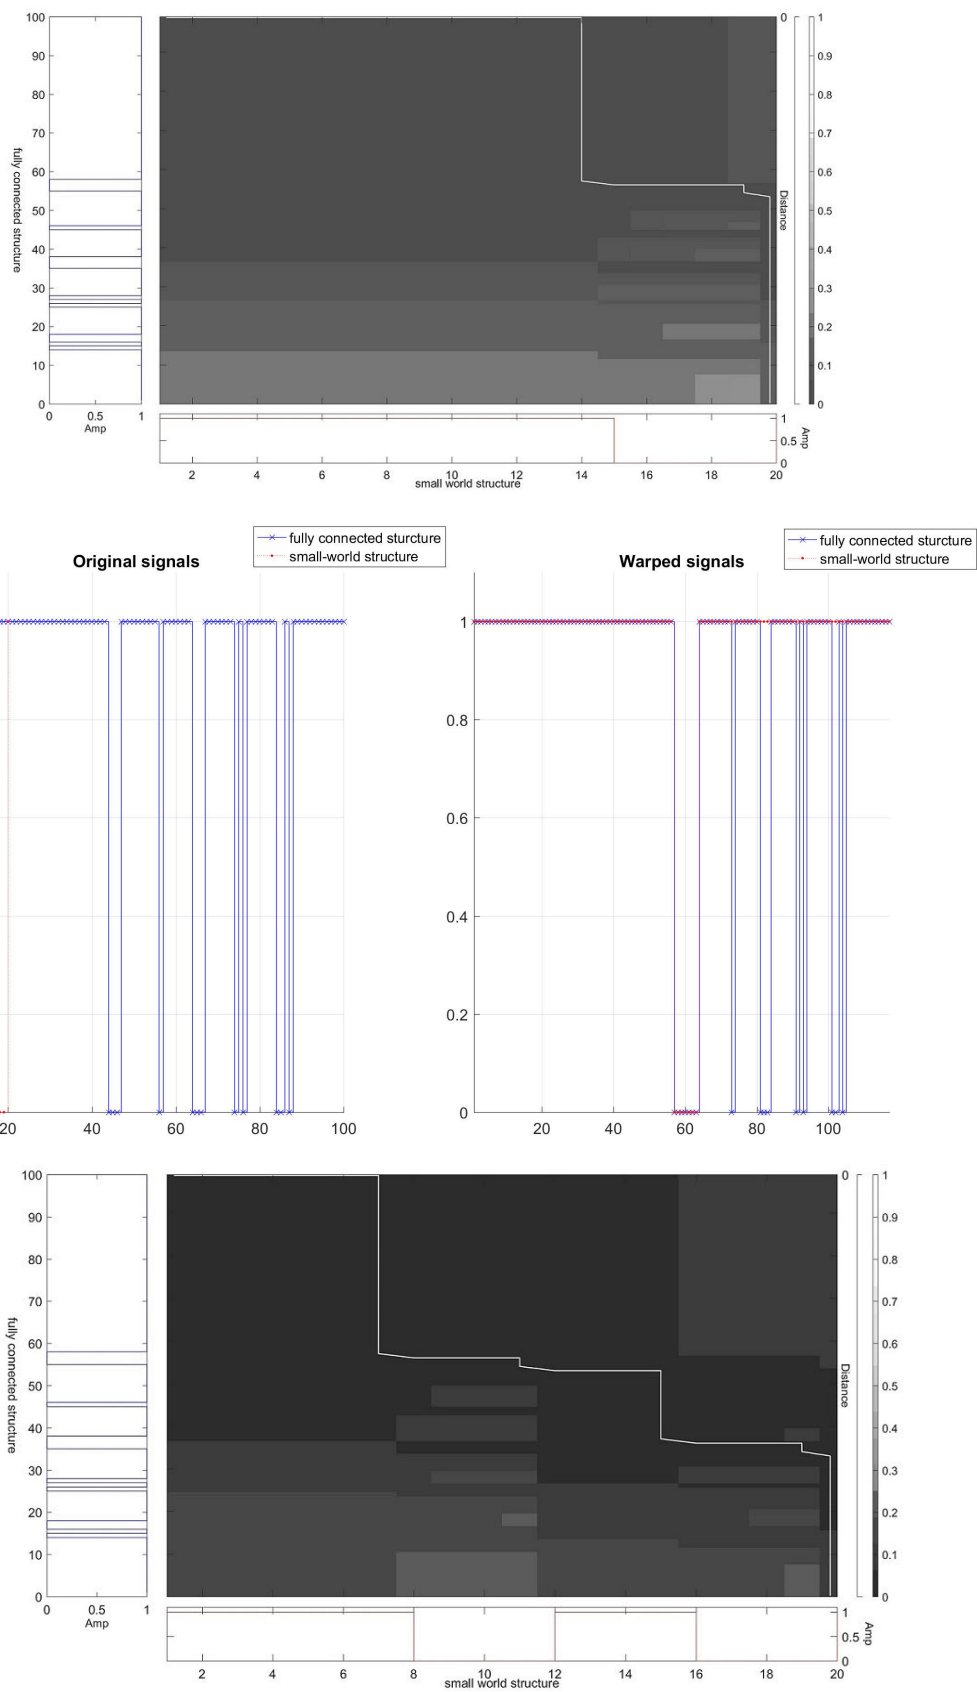 100
90
80
70
60
50
40
30
20
10
0
fully connected structure
0 0.5 1
Amp
0
Distance
1
0.9
0.8
0.7
0.6
0.5
0.4
0.3
0.2
0.1
0
1
0.5
0
Amp
2 4 6 8 10 12 14 16 18 20
small world structure
Original signals
fully connected sturcture
small-world structure
20 40 60 80 100
Warped signals
fully connected sturcture
small-world structure
1
0.8
0.6
0.4
0.2
0
20 40 60 80 100
100
90
80
70
60
50
40
30
20
10
0
fully connected structure
0 0.5 1
Amp
0
Distance
1
0.9
0.8
0.7
0.6
0.5
0.4
0.3
0.2
0.1
0
1
0.5
0
Amp
2 4 6 8 10 12 14 16 18 20
small world structure